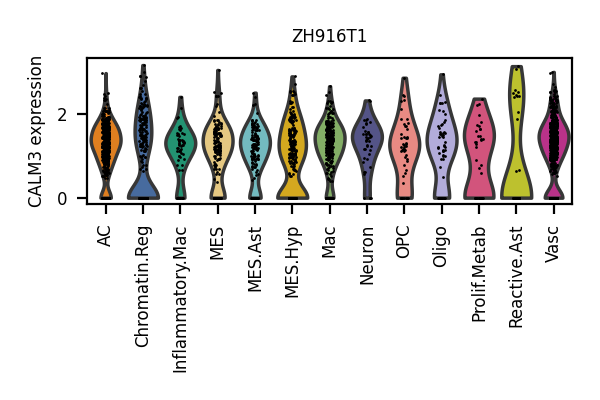 ZH916T1
CALM3 expression
2
0
AC
Chromatin.Reg
Inflammatory.Mac
MES
MES.Ast
MES.Hyp
Mac
Neuron
OPC
Oligo
Prolif.Metab
Reactive.Ast
Vasc